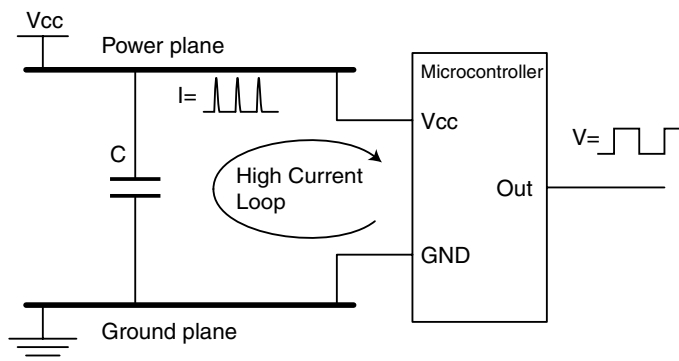 Vcc
Power plane
Microcontroller
I=
C
Vcc
V=
High Current
Loop
Out
GND
Ground plane